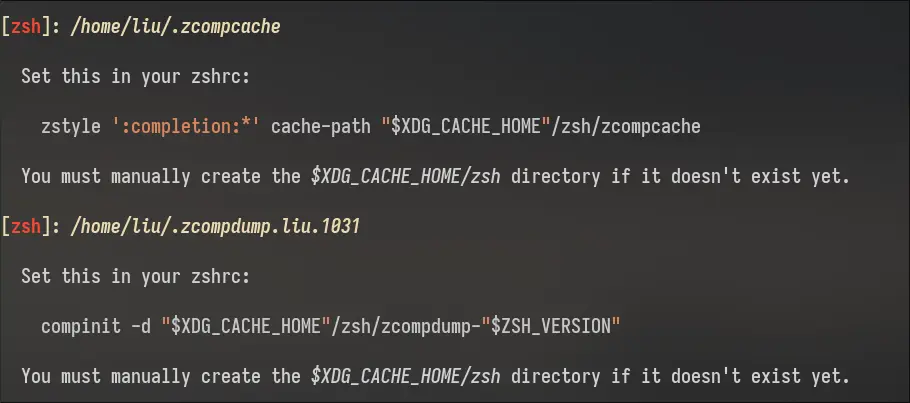 [zsh]: /home/liu/.zcompcache
Set this in your zshrc:
zstyle ':completion:*' cache-path "$XDG_CACHE_HOME"/zsh/zcompcache
You must manually create the $XDG_CACHE_HOME/zsh directory if it doesn't exist yet.
[zsh]: /home/liu/.zcompdump.liu.1031
Set this in your zshrc:
compinit -d "$XDG_CACHE_HOME"/zsh/zcompdump-"$ZSH_VERSION"
You must manually create the $XDG_CACHE_HOME/zsh directory if it doesn't exist yet.